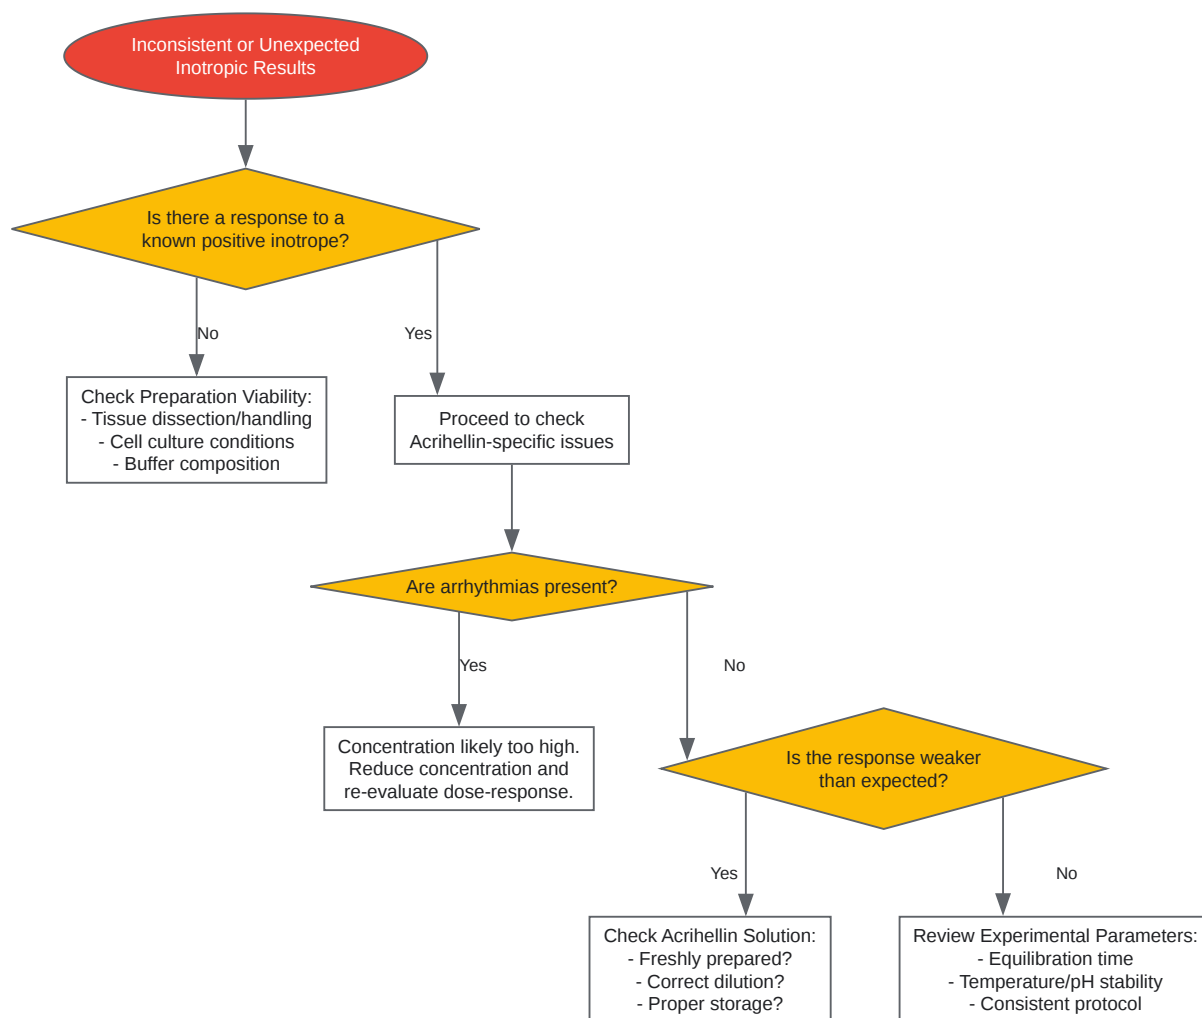 Inconsistent or Unexpected
Inotropic Results
Is there a response to a
known positive inotrope?
No
Yes
Check Preparation Viability:
- Tissue dissection/handling
- Cell culture conditions
- Buffer composition
Proceed to check
Acrihellin-specific issues
Are arrhythmias present?
Yes
No
Concentration likely too high.
Reduce concentration and
re-evaluate dose-response.
Is the response weaker
than expected?
Yes
No
Check Acrihellin Solution:
- Freshly prepared?
- Correct dilution?
- Proper storage?
Review Experimental Parameters:
- Equilibration time
- Temperature/pH stability
- Consistent protocol